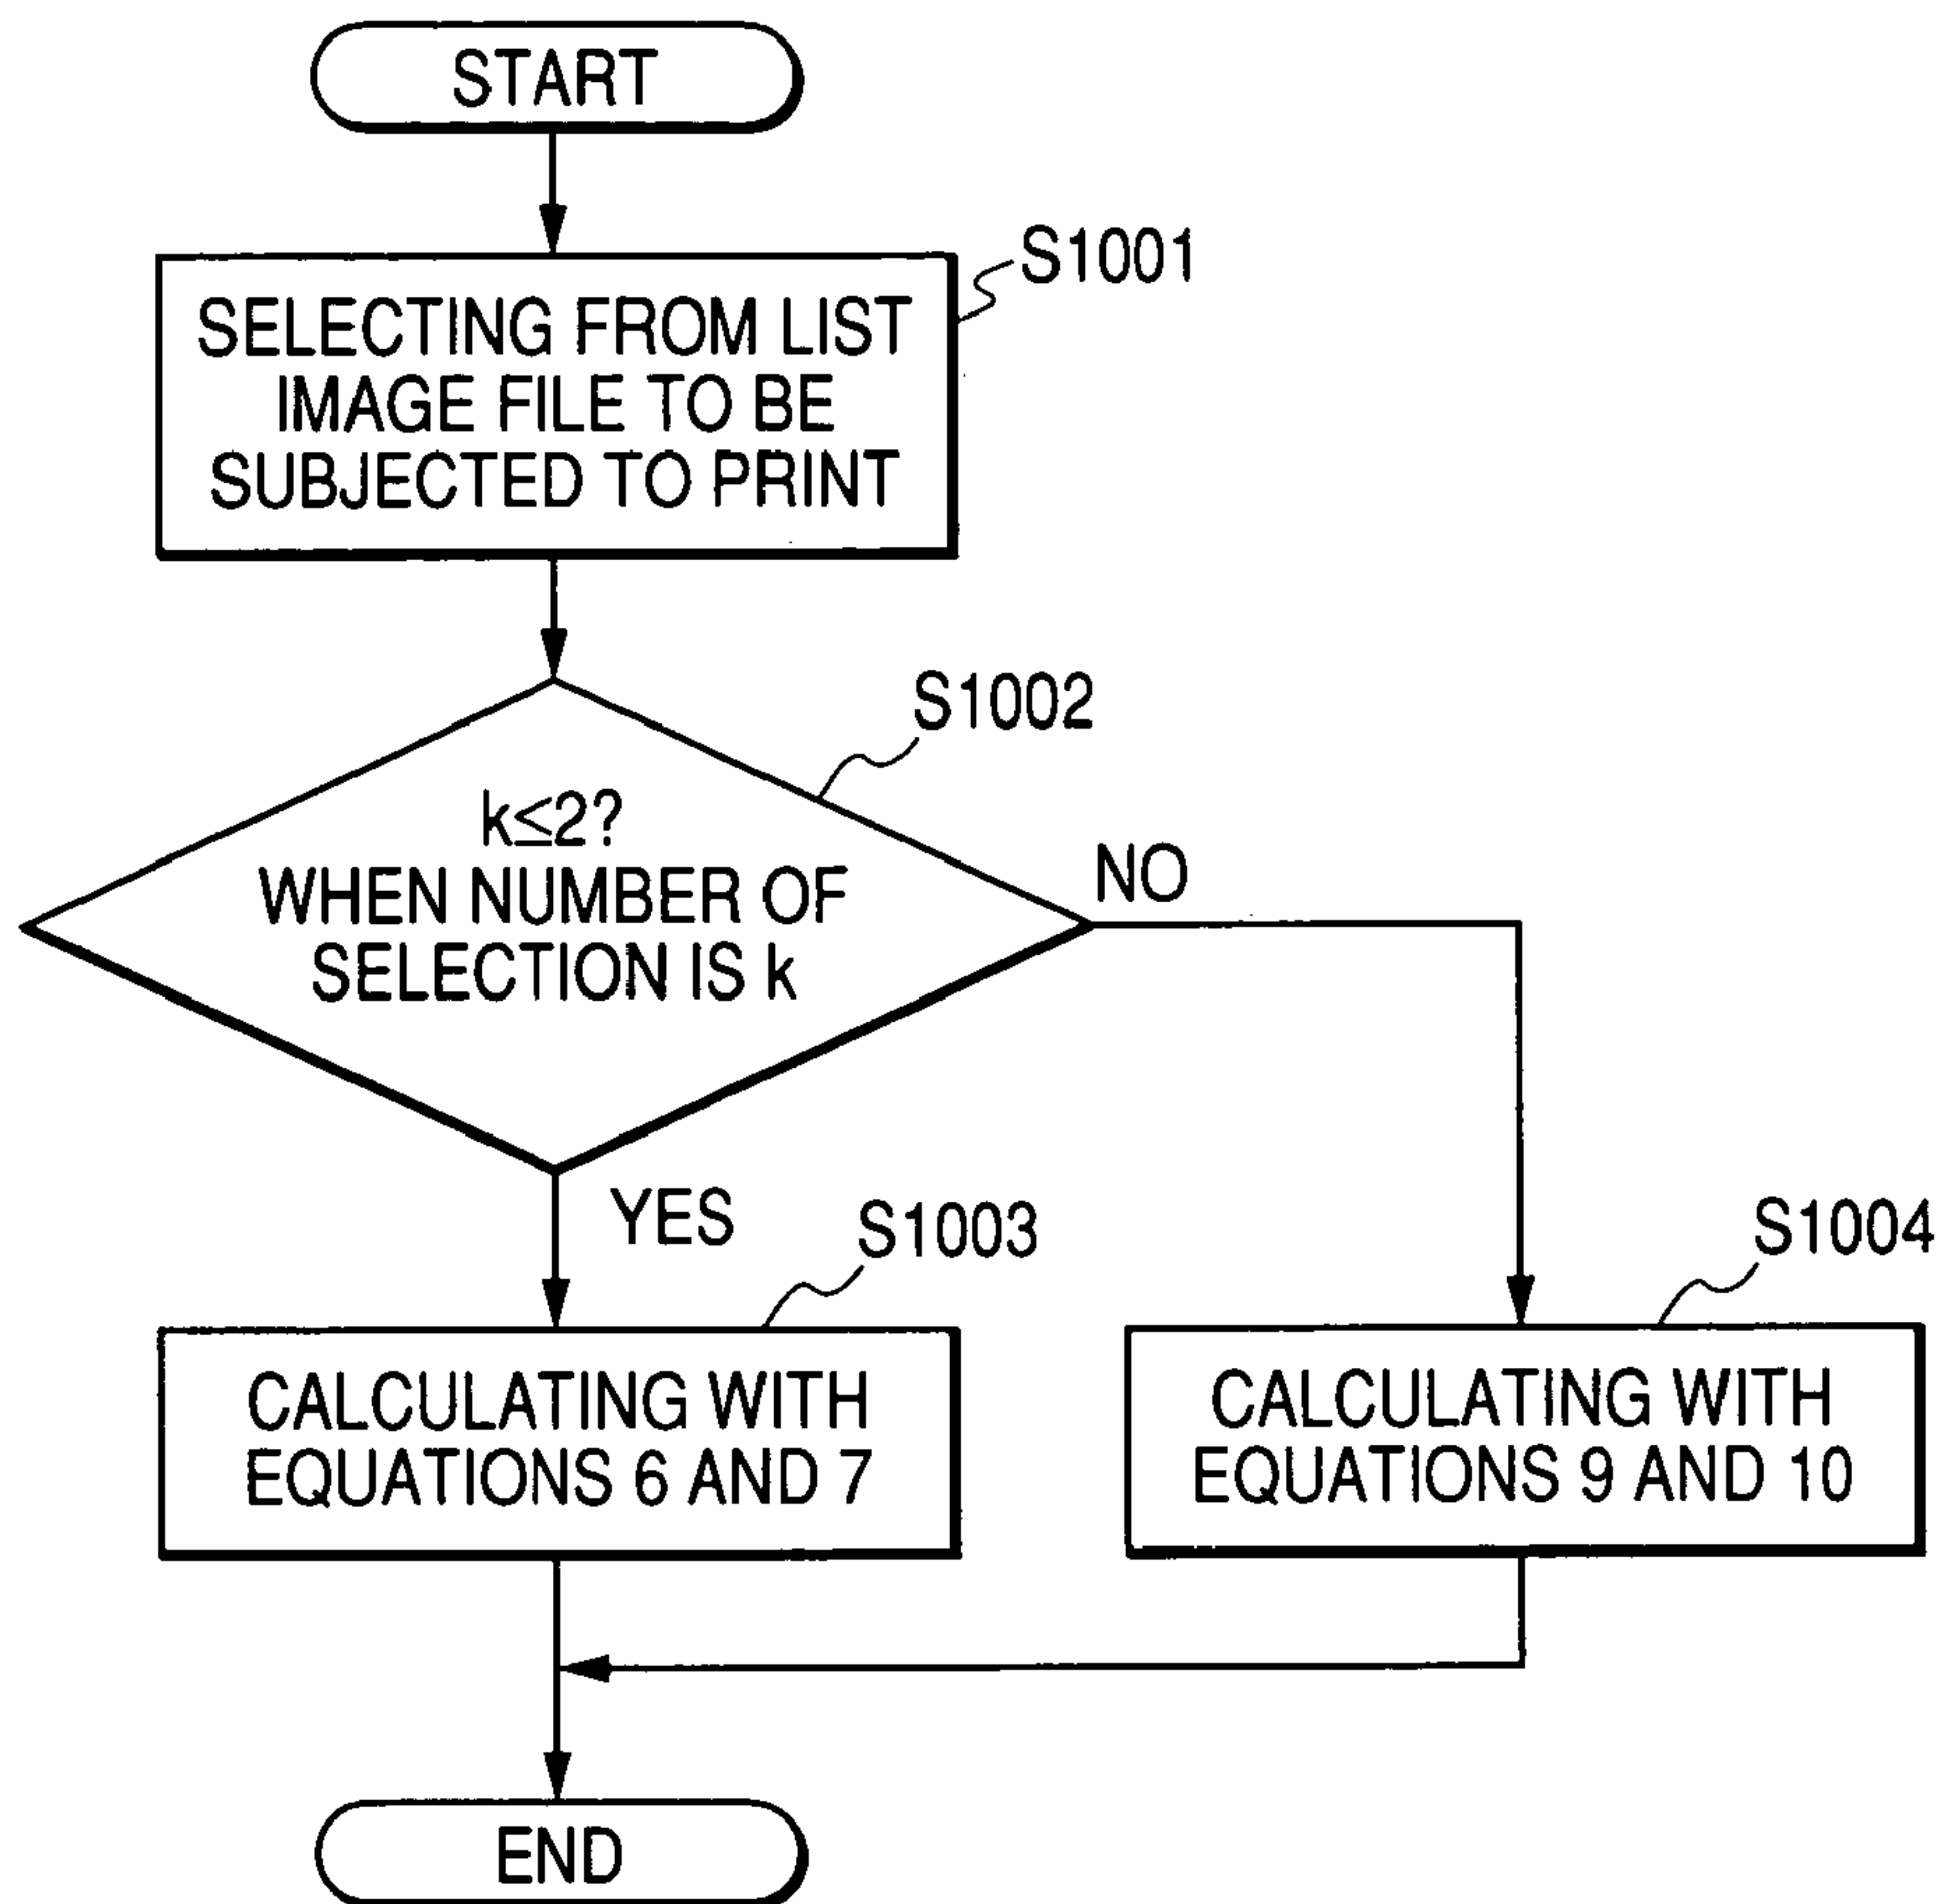 START
S1001
SELECTING FROM LIST
IMAGE FILE TO BE
SUBJECTED TO PRINT
S1002
k≤2?
WHEN NUMBER OF
SELECTION IS k
NO
YES
S1003
S1004
CALCULATING WITH
EQUATIONS 6 AND 7
CALCULATING WITH
EQUATIONS 9 AND 10
END